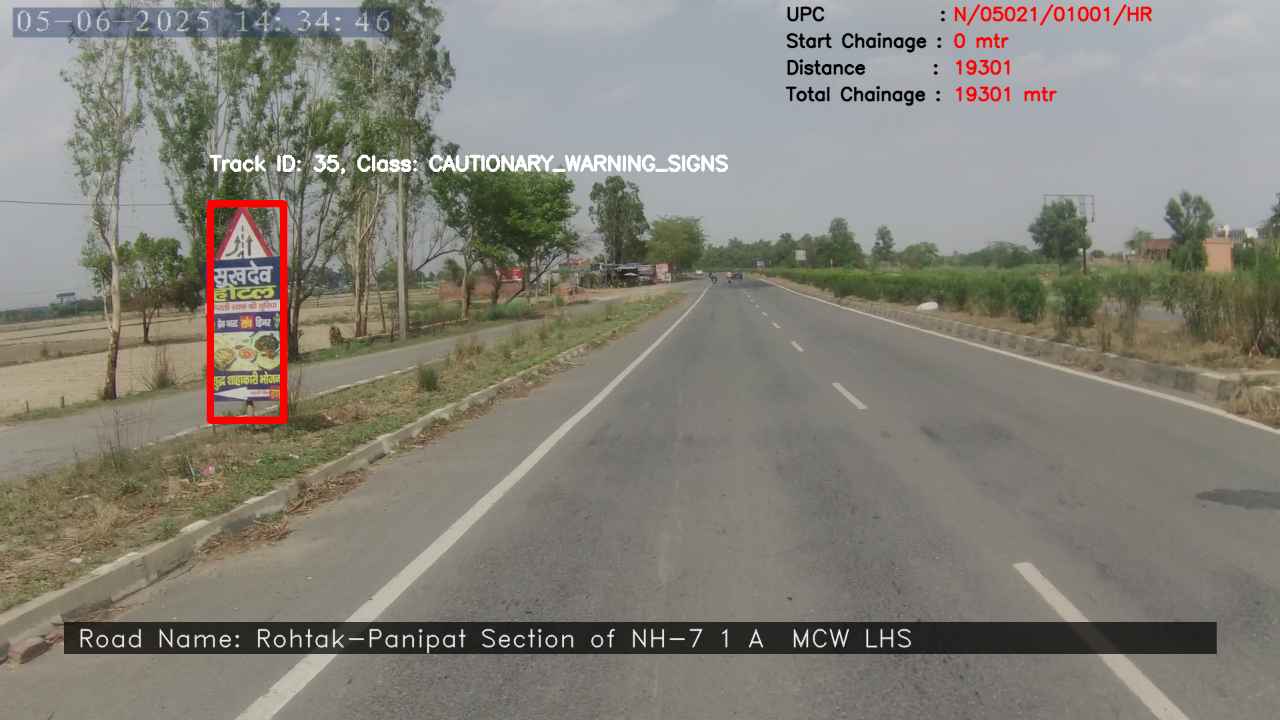 05-06-2025 14:34:46
UPC : N/05021/01001/HR
Start Chainage : 0 mtr
Distance : 19301
Total Chainage : 19301 mtr
Track ID: 35, Class: CAUTIONARY_WARNING_SIGNS
सुखदेव
होटल
शुद्ध शाहाकारी भोजन
Road Name: Rohtak-Panipat Section of NH-7 1 A MCW LHS